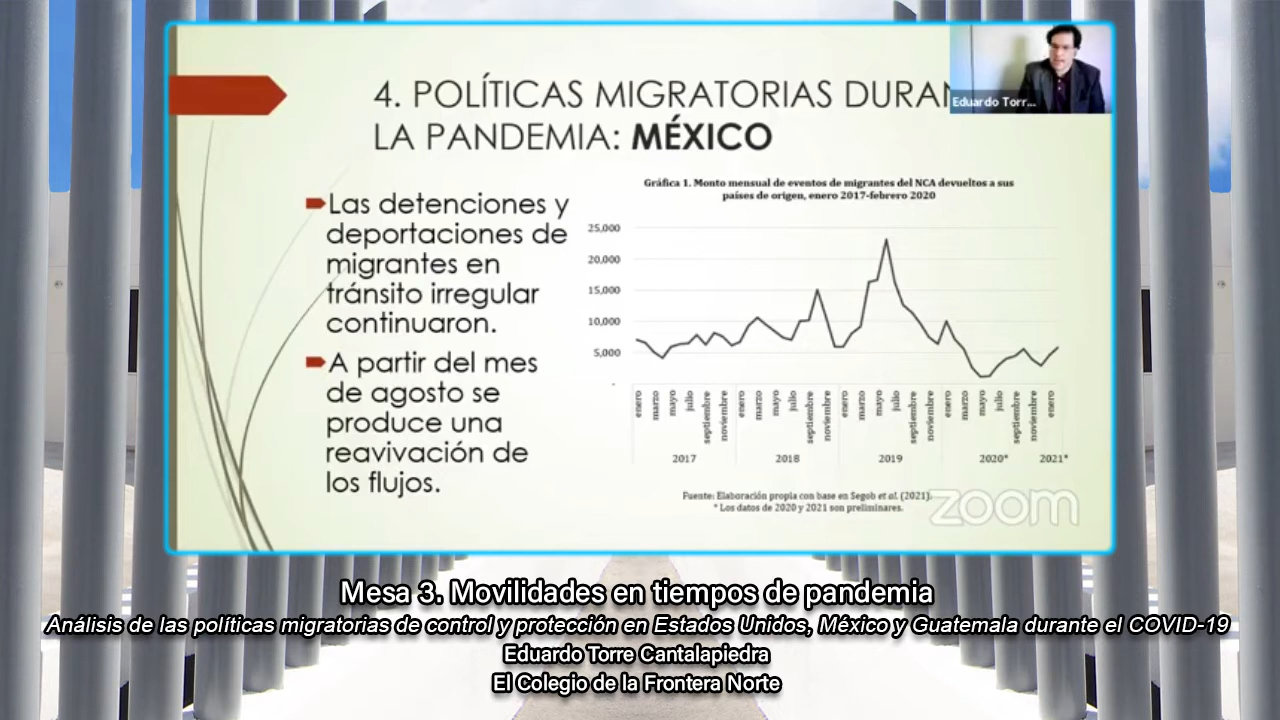 4. POLÍTICAS MIGRATORIAS DURAN
LA PANDEMIA: MÉXICO
Eduardo Torr...
Las detenciones y
deportaciones de
migrantes en
tránsito irregular
continuaron.
A partir del mes
de agosto se
produce una
reavivación de
los flujos.
Gráfica 1. Monto mensual de eventos de migrantes del NCA devueltos a sus
países de origen, enero 2017-febrero 2020
25,000
20,000
15,000
10,000
5,000
-
enero marzo mayo julio septiembre noviembre enero marzo mayo julio septiembre noviembre enero marzo mayo julio septiembre noviembre enero marzo mayo julio septiembre noviembre enero
2017 2018 2019 2020* 2021*
Fuente: Elaboración propia con base en Segob et al. (2021).
* Los datos de 2020 y 2021 son preliminares.
zoom
Mesa 3. Movilidades en tiempos de pandemia
Análisis de las políticas migratorias de control y protección en Estados Unidos, México y Guatemala durante el COVID-19
Eduardo Torre Cantalapiedra
El Colegio de la Frontera Norte